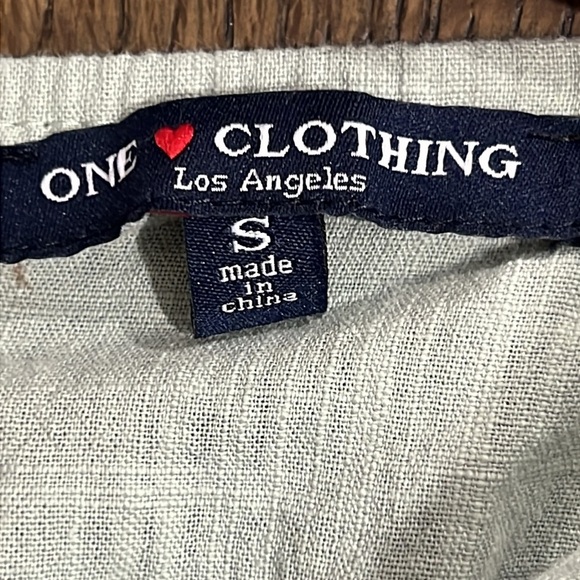 ONE ❤ CLOTHING
Los Angeles
S
made
in
china